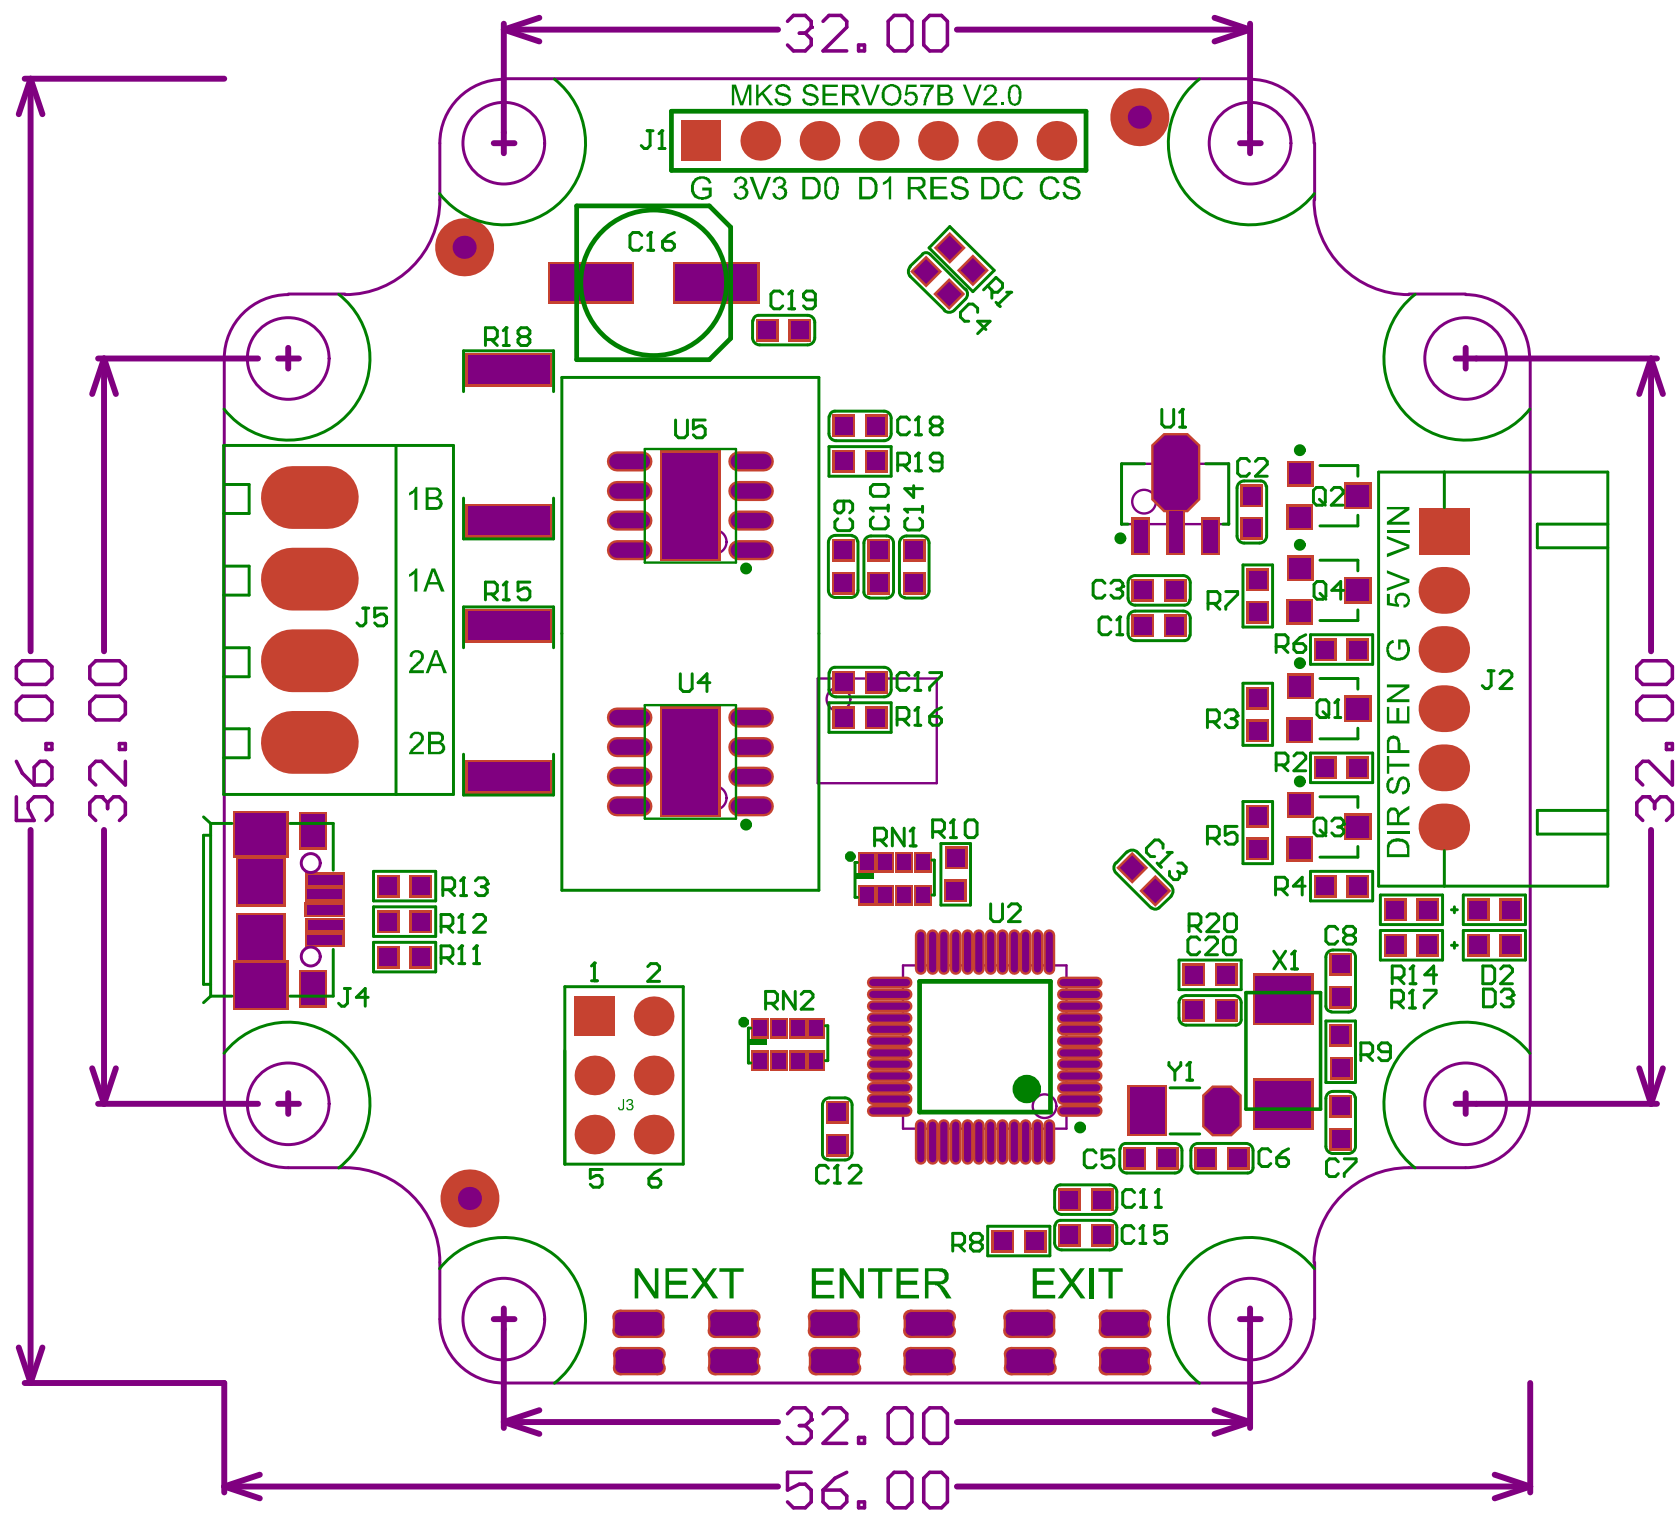 32.00
MKS SERVO57B V2.0
J1
G 3V3 D0 D1 RES DC CS
C16
C19
R1
C4
R18
U5
C18
R19
C9
C10
C14
U1
C2
Q2
1B
1A
2A
2B
J5
R15
C3
C1
R7
Q4
R6
VIN
5V
G
EN
STP
DIR
J2
56.00
32.00
32.00
U4
C17
R16
R3
Q1
R2
R5
Q3
R4
RN1
R10
C13
R13
R12
R11
J4
U2
R20
C20
X1
C8
R14
R17
D2
D3
1 2
RN2
R9
Y1
J3
5 6
C12
C5
C6
C7
C11
C15
R8
NEXT ENTER EXIT
32.00
56.00